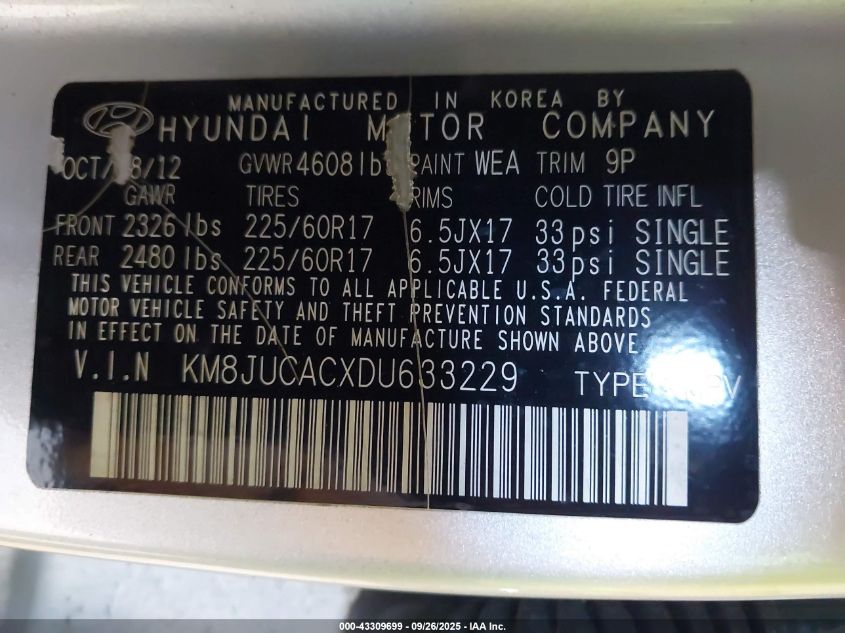 MANUFACTURED IN KOREA BY
HYUNDAI MOTOR COMPANY
GVWR 4608 PAINT WEA TRIM 9P
GAWR TIRES RIMS COLD TIRE INFL
FRONT 2326 lbs 225/60R17 6.5JX17 33psi SINGLE
REAR 2480 lbs 225/60R17 6.5JX17 33psi SINGLE
THIS VEHICLE CONFORMS TO ALL APPLICABLE U.S.A. FEDERAL
MOTOR VEHICLE SAFETY AND THEFT PREVENTION STANDARDS
IN EFFECT ON THE DATE OF MANUFACTURE SHOWN ABOVE.
V.I.N KM8JUCACXDU633229 TYPE
000-43309699 - 09/26/2025 - IAA Inc.